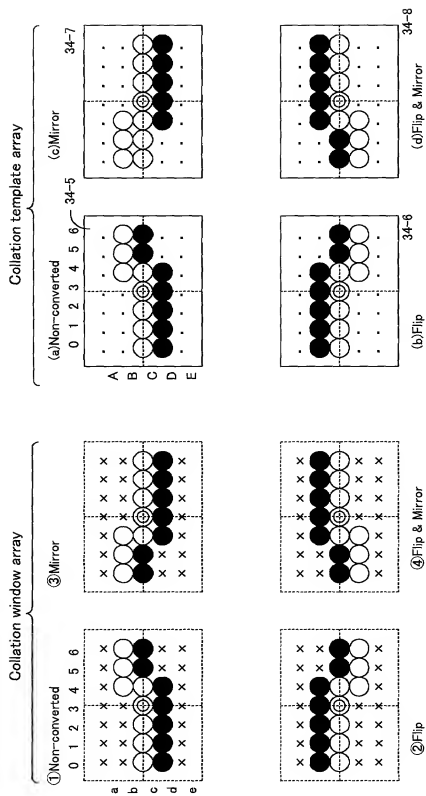 Collation window array
①Non-converted
0 1 2 3 4 5 6
a
b
c
d
e
③Mirror
②Flip
④Flip & Mirror
Collation template array
(a)Non-converted
34-5
0 1 2 3 4 5 6
A
B
C
D
E
(c)Mirror
34-7
(b)Flip
34-6
(d)Flip & Mirror
34-8